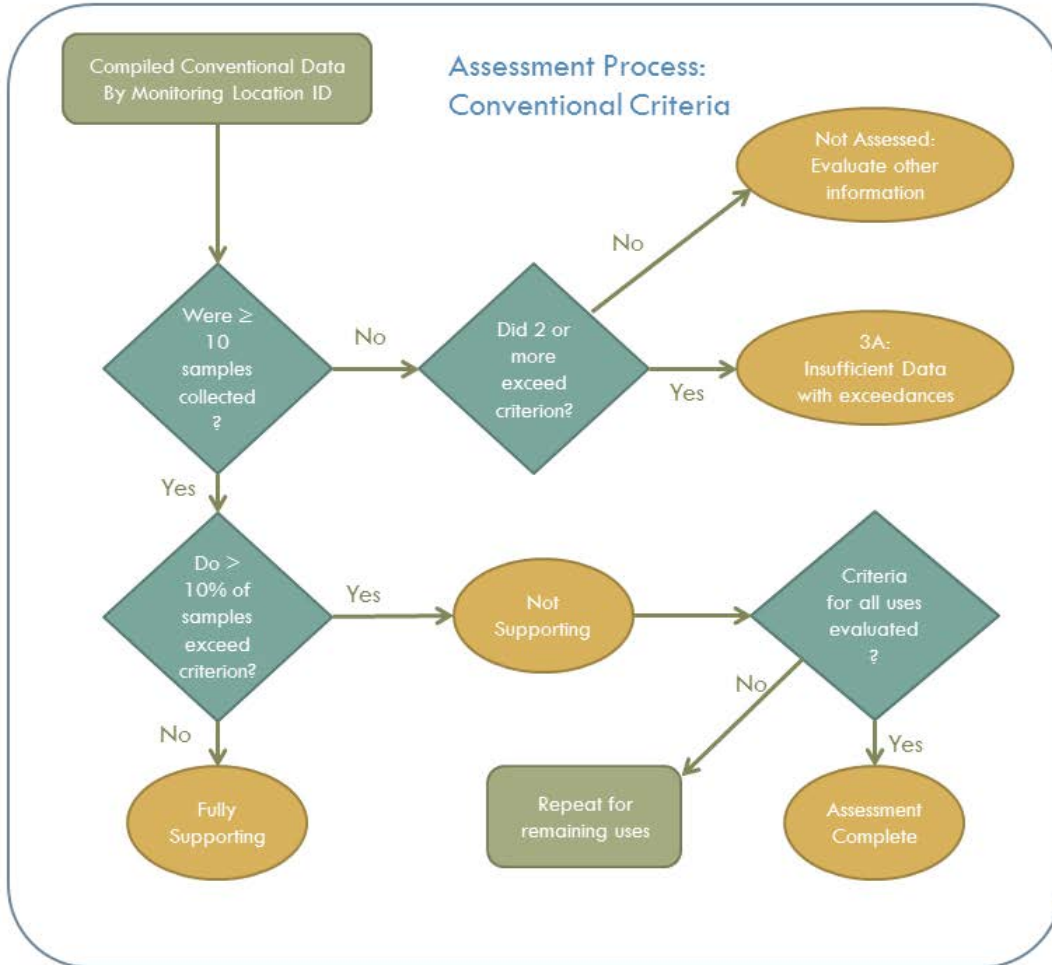 Compiled Conventional Data
By Monitoring Location ID
Assessment Process:
Conventional Criteria
Not Assessed:
Evaluate other
information
No
Were ≥
10
samples
collected
?
No
Did 2 or
more
exceed
criterion?
Yes
3A:
Insufficient Data
with exceedances
Yes
Do >
10% of
samples
exceed
criterion?
Yes
Not
Supporting
Criteria
for all uses
evaluated
?
No
No
Yes
Fully
Supporting
Repeat for
remaining uses
Assessment
Complete